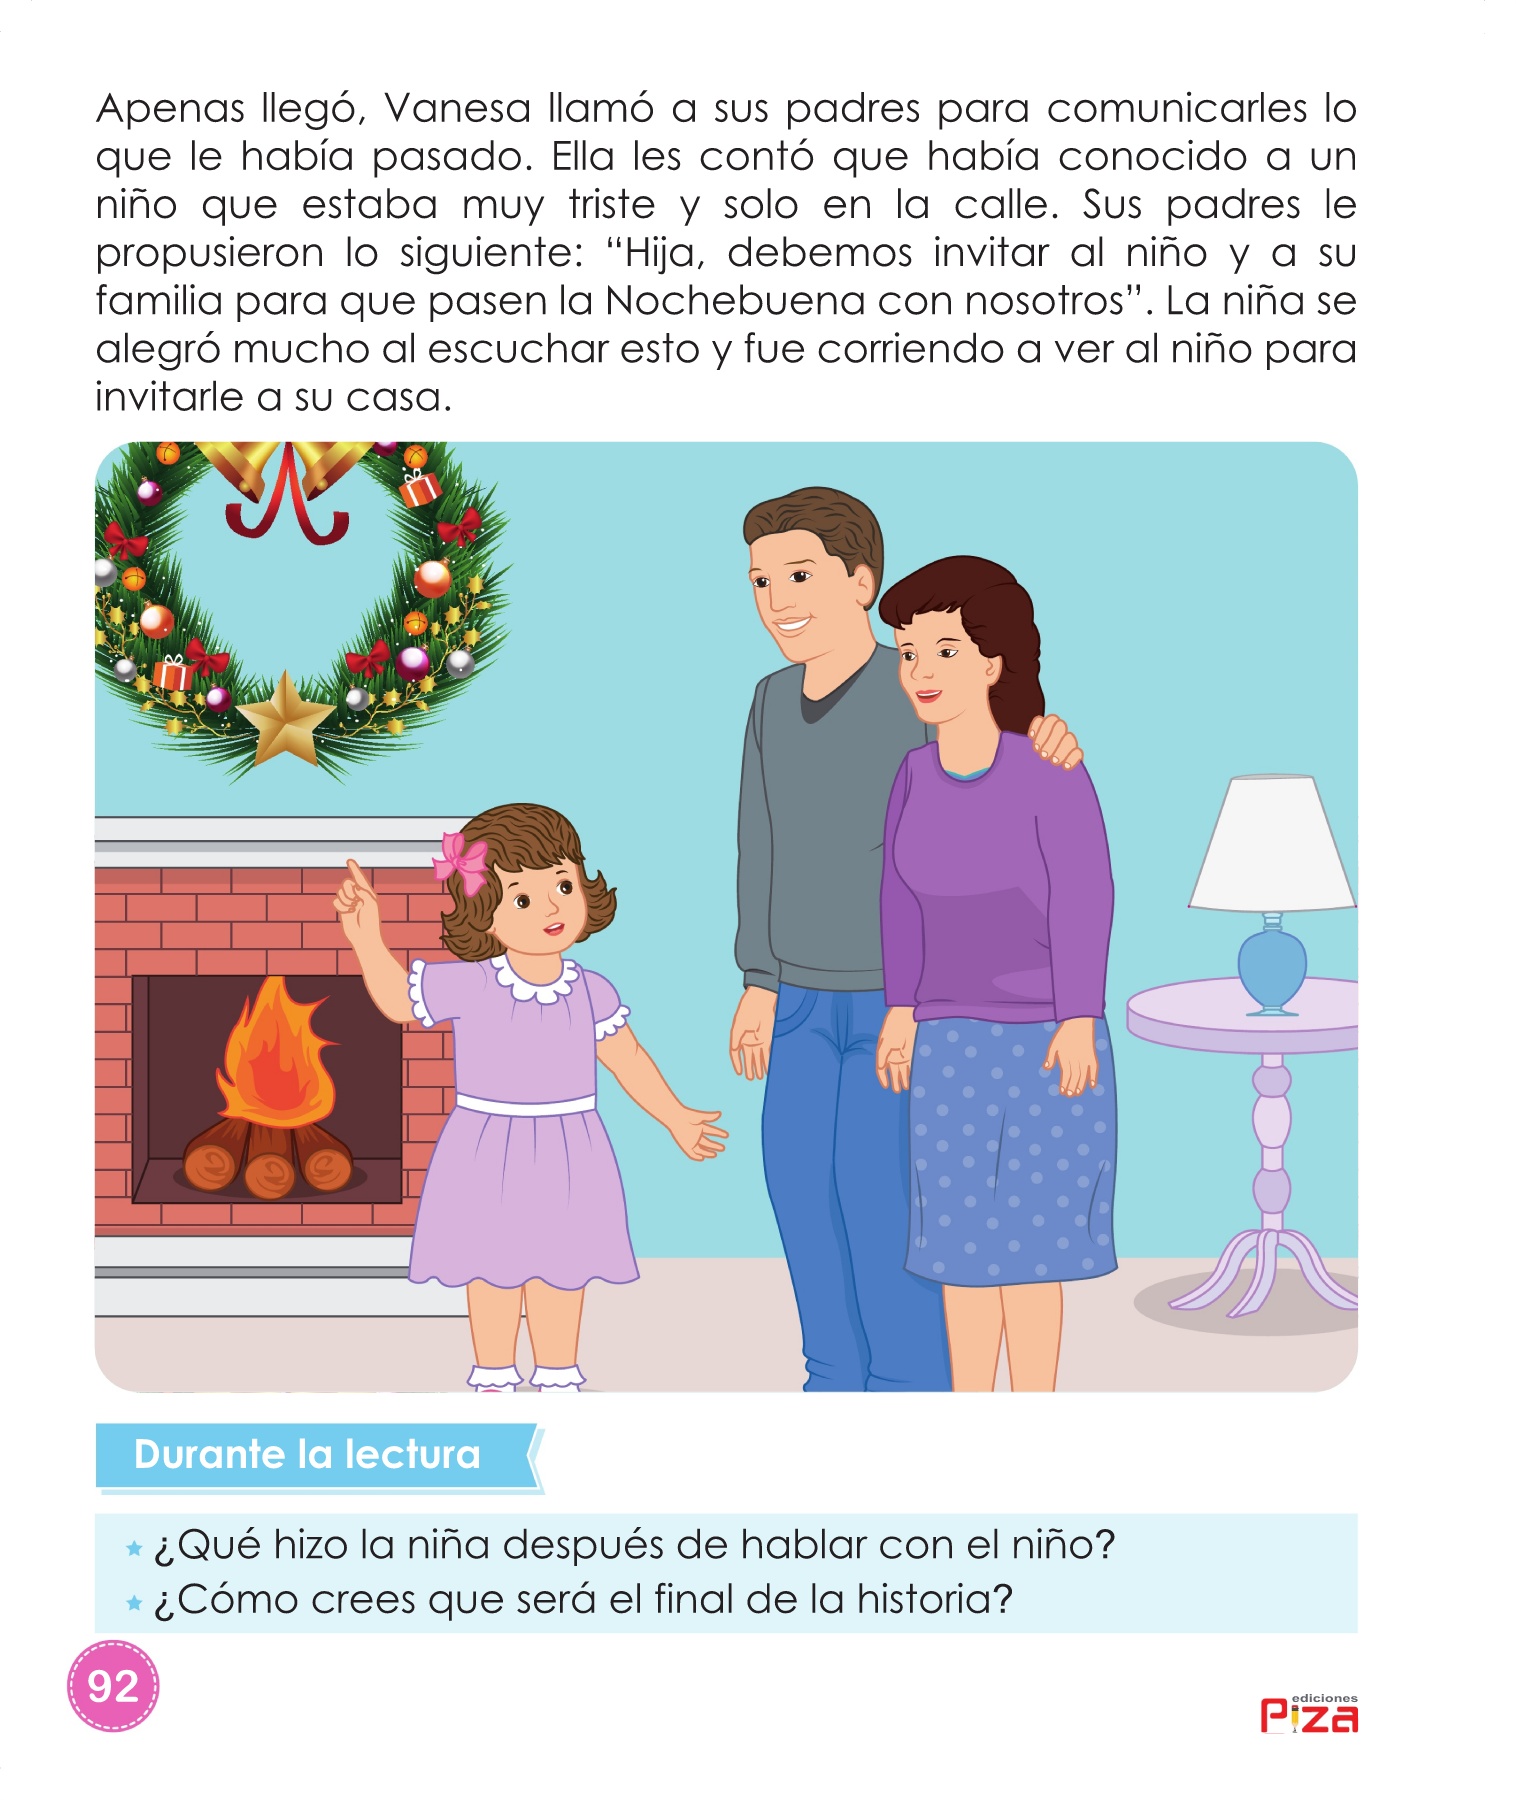 Apenas llegó, Vanesa llamó a sus padres para comunicarles lo
que le había pasado. Ella les contó que había conocido a un
niño que estaba muy triste y solo en la calle. Sus padres le
propusieron lo siguiente: “Hija, debemos invitar al niño y a su
familia para que pasen la Nochebuena con nosotros”. La niña se
alegró mucho al escuchar esto y fue corriendo a ver al niño para
invitarle a su casa.
Durante la lectura
¿Qué hizo la niña después de hablar con el niño?
¿Cómo crees que será el final de la historia?
92
ediciones
Piza